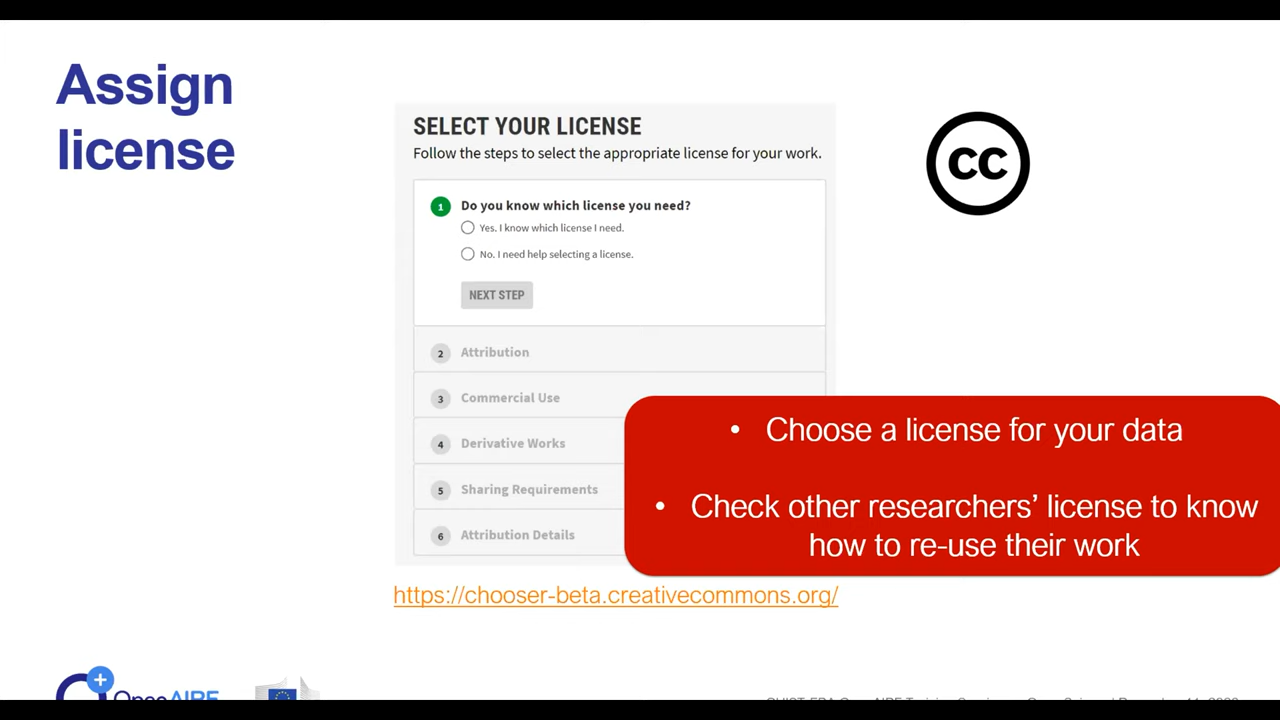 Assign
license
SELECT YOUR LICENSE
Follow the steps to select the appropriate license for your work.
1 Do you know which license you need?
Yes. I know which license I need.
No. I need help selecting a license.
NEXT STEP
2 Attribution
3 Commercial Use
4 Derivative Works
5 Sharing Requirements
6 Attribution Details
cc
• Choose a license for your data
• Check other researchers’ license to know
how to re-use their work
https://chooser-beta.creativecommons.org/
OpenAIRE